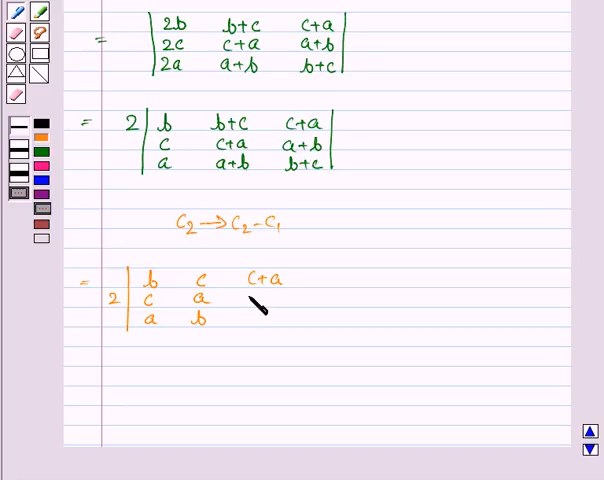 2b b+c c+a
= 2c c+a a+b
2a a+b b+c
= 2 b b+c c+a
c c+a a+b
a a+b b+c
C₂→C₂-C₁
= b c c+a
2 c a
a b